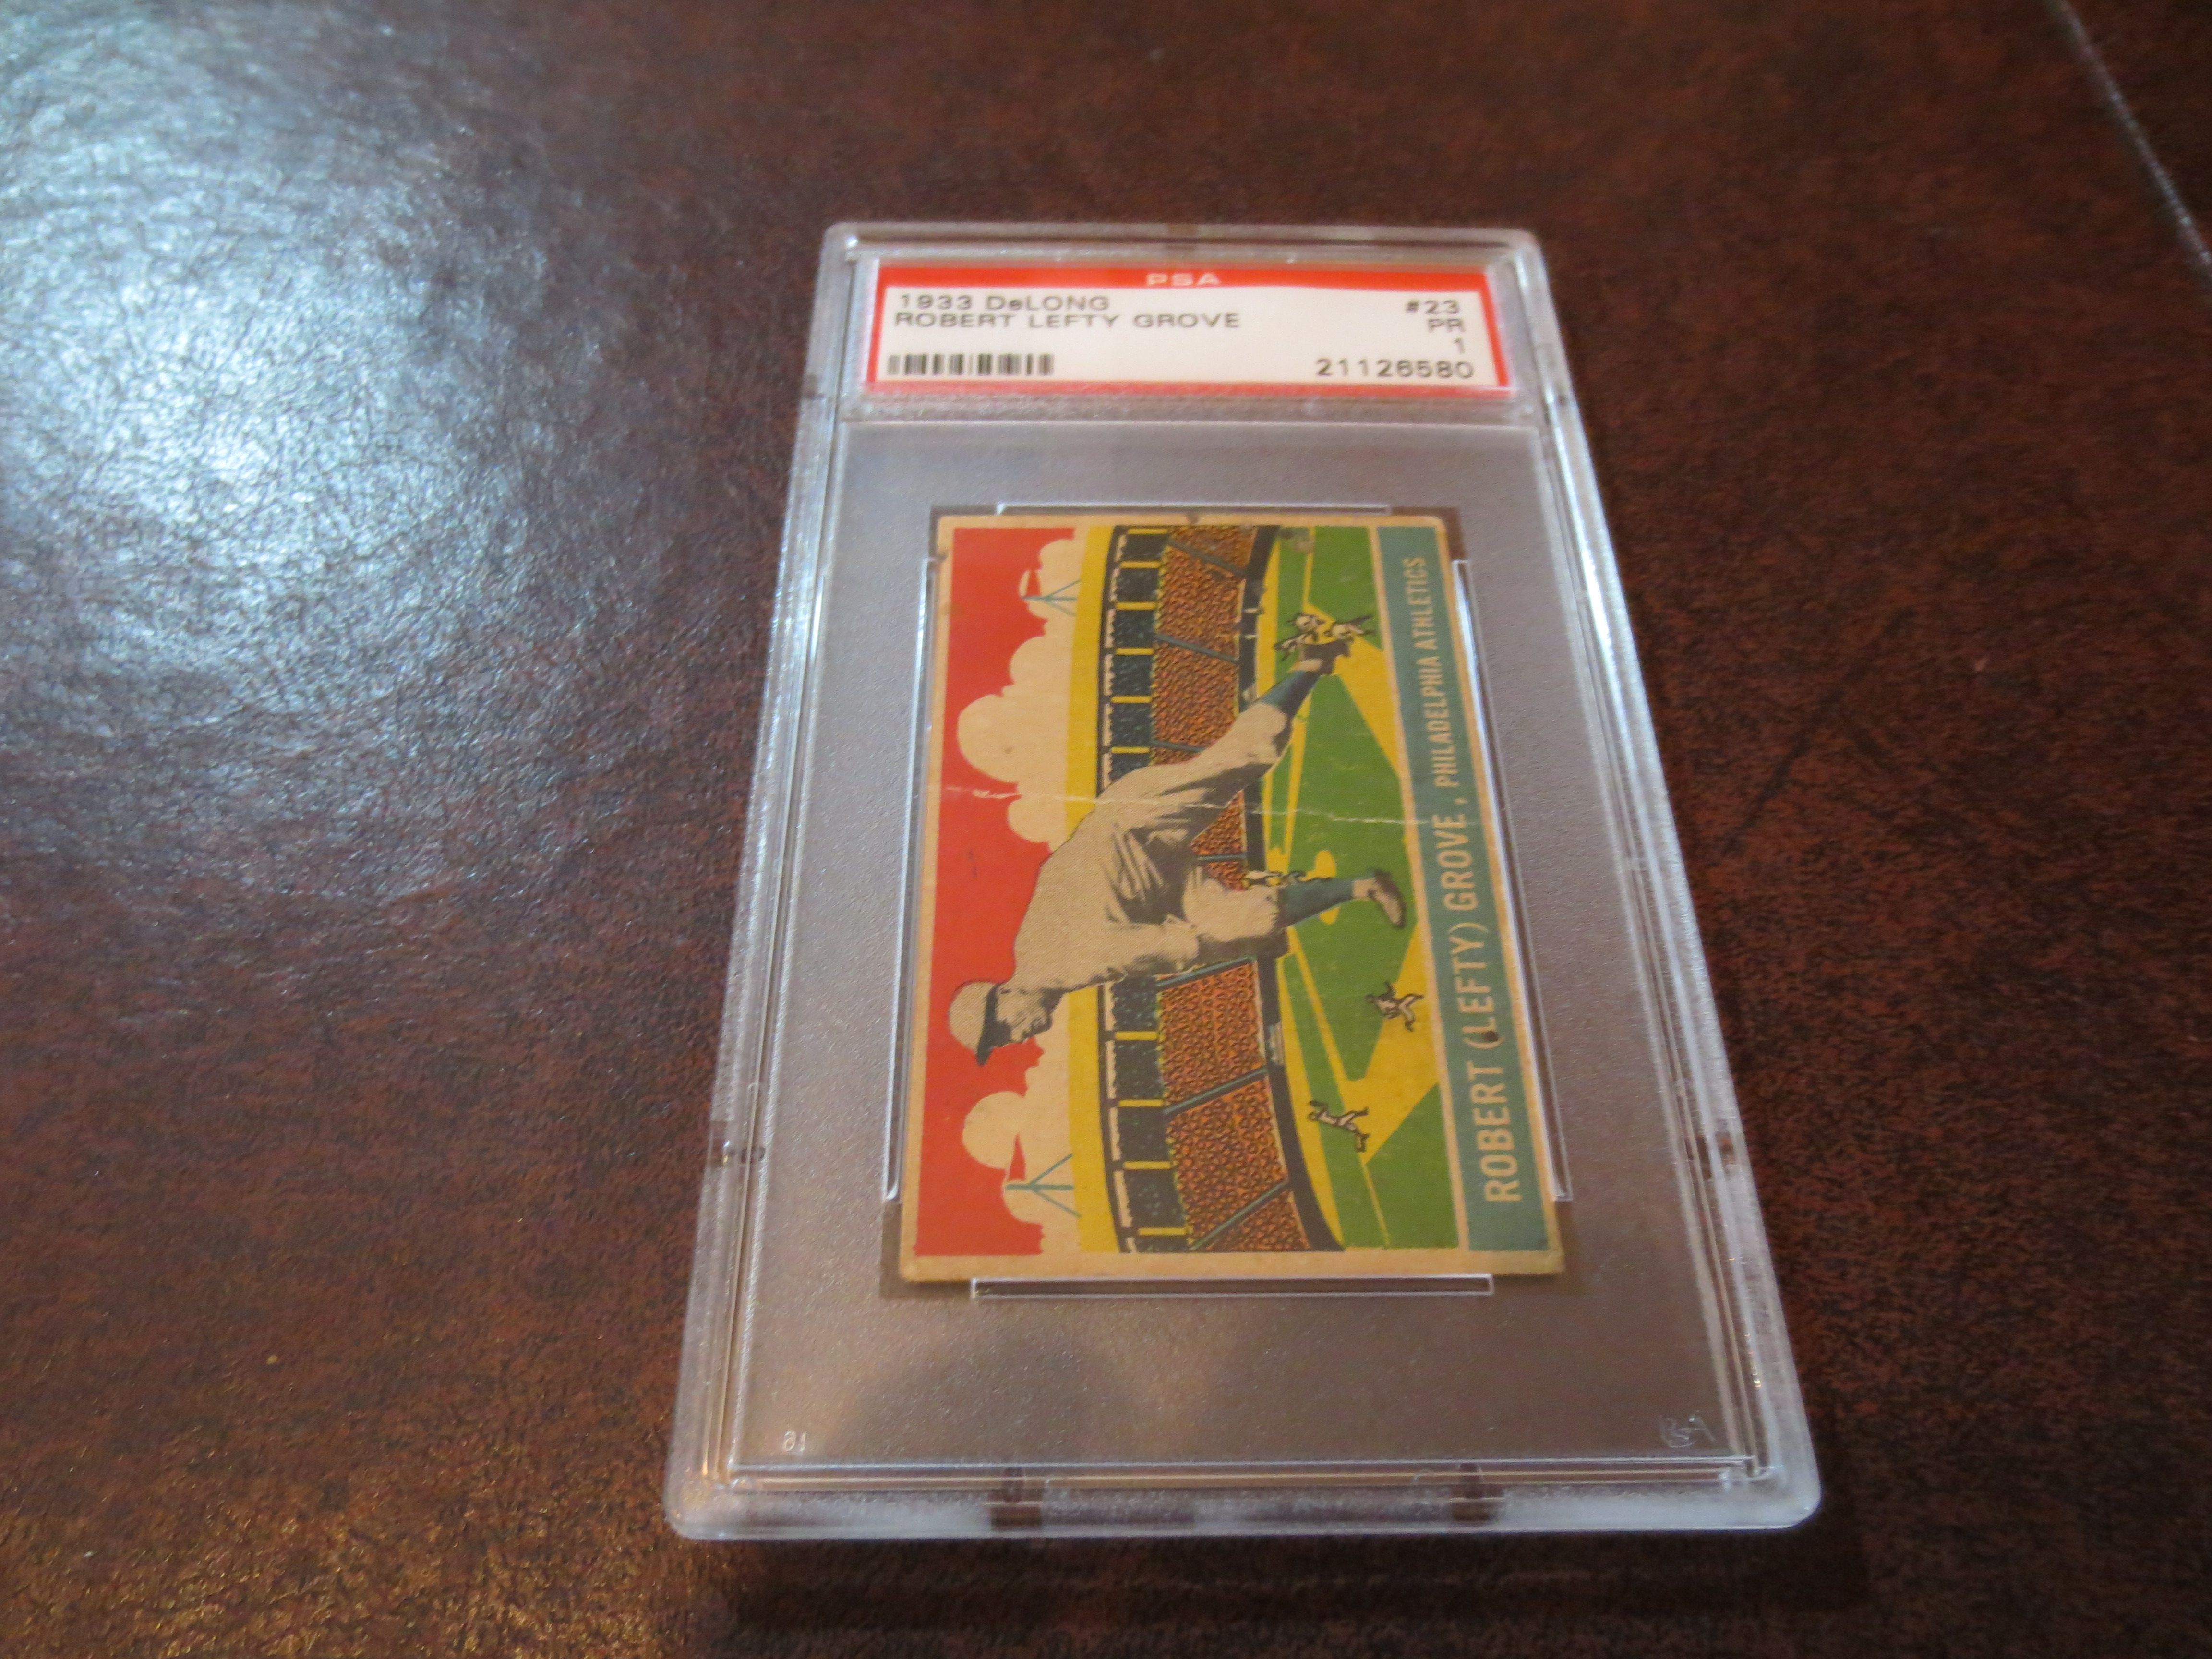 PSA
1933 DeLONG #23
ROBERT LEFTY GROVE PR
1
21126580
ROBERT (LEFTY) GROVE, PHILADELPHIA ATHLETICS